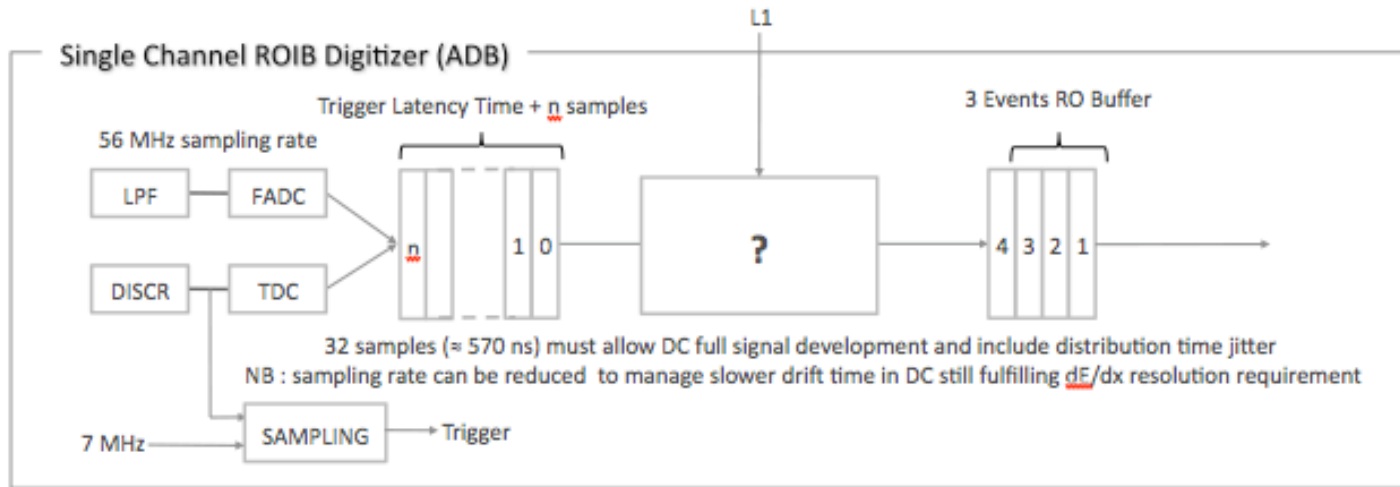 L1
Single Channel ROIB Digitizer (ADB)
Trigger Latency Time + n samples
3 Events RO Buffer
56 MHz sampling rate
LPF
FADC
n
1
0
?
4
3
2
1
DISCR
TDC
32 samples (≈ 570 ns) must allow DC full signal development and include distribution time jitter
NB : sampling rate can be reduced to manage slower drift time in DC still fulfilling dE/dx resolution requirement
SAMPLING
Trigger
7 MHz